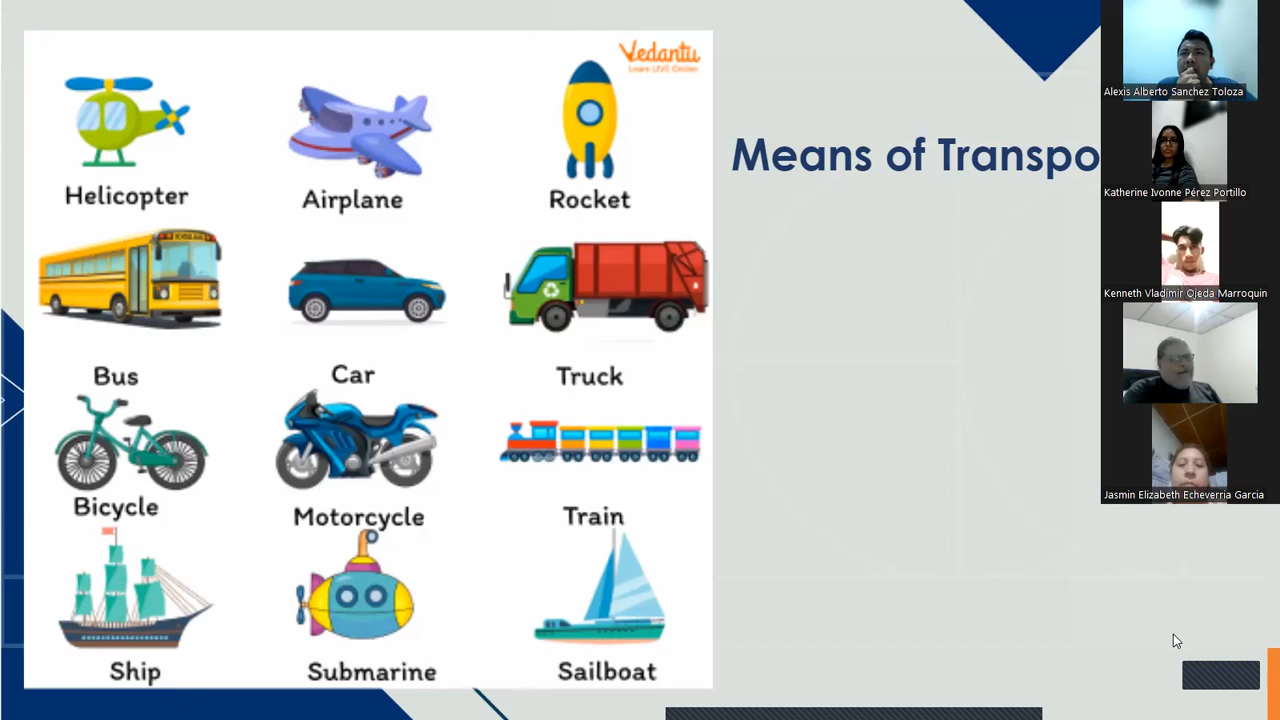 Vedantu
Learn LIVE Online
Helicopter
Airplane
Rocket
Bus
Car
Truck
Bicycle
Motorcycle
Train
Ship
Submarine
Sailboat
Means of Transpo
Alexis Alberto Sanchez Toloza
Katherine Ivonne Pérez Portillo
Kenneth Vladimir Ojeda Marroquin
Jasmin Elizabeth Echeverria Garcia